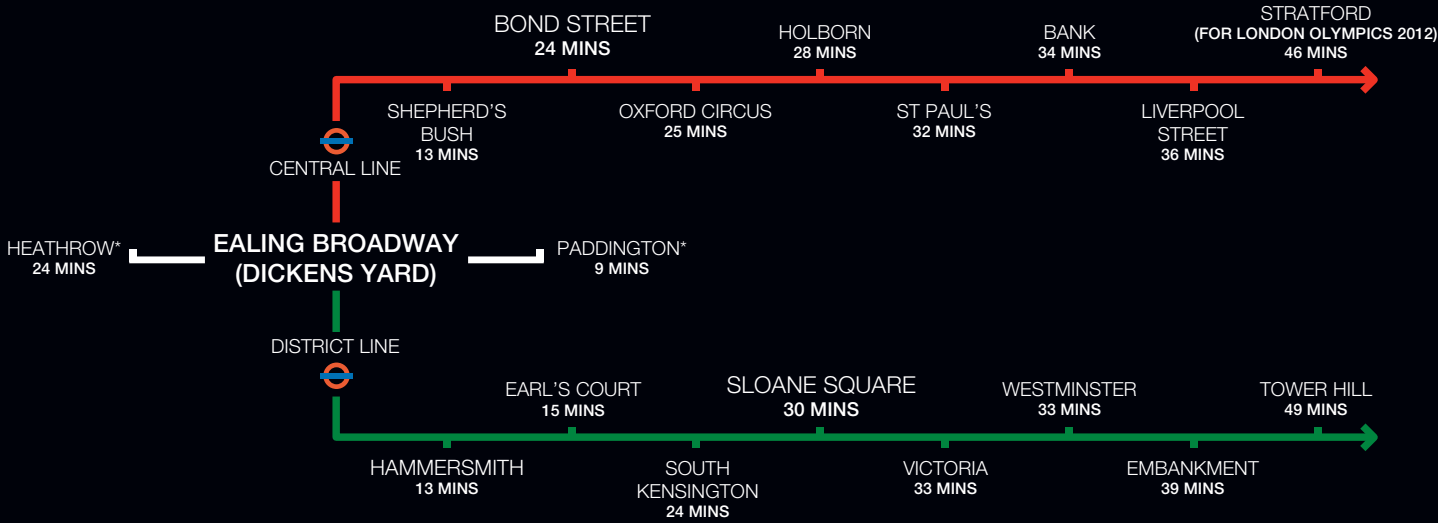 BOND STREET
24 MINS
HOLBORN
28 MINS
BANK
34 MINS
STRATFORD
(FOR LONDON OLYMPICS 2012)
46 MINS
SHEPHERD'S
BUSH
13 MINS
OXFORD CIRCUS
25 MINS
ST PAUL'S
32 MINS
LIVERPOOL
STREET
36 MINS
CENTRAL LINE
HEATHROW*
24 MINS
EALING BROADWAY
(DICKENS YARD)
PADDINGTON*
9 MINS
DISTRICT LINE
EARL'S COURT
15 MINS
SLOANE SQUARE
30 MINS
WESTMINSTER
33 MINS
TOWER HILL
49 MINS
HAMMERSMITH
13 MINS
SOUTH
KENSINGTON
24 MINS
VICTORIA
33 MINS
EMBANKMENT
39 MINS